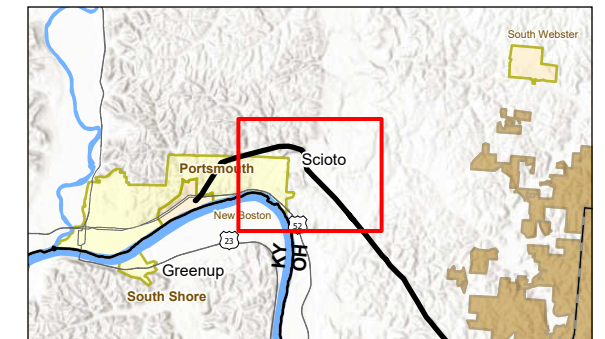 South Webster
Scioto
Portsmouth
New Boston
52
23
KY
OH
Greenup
South Shore